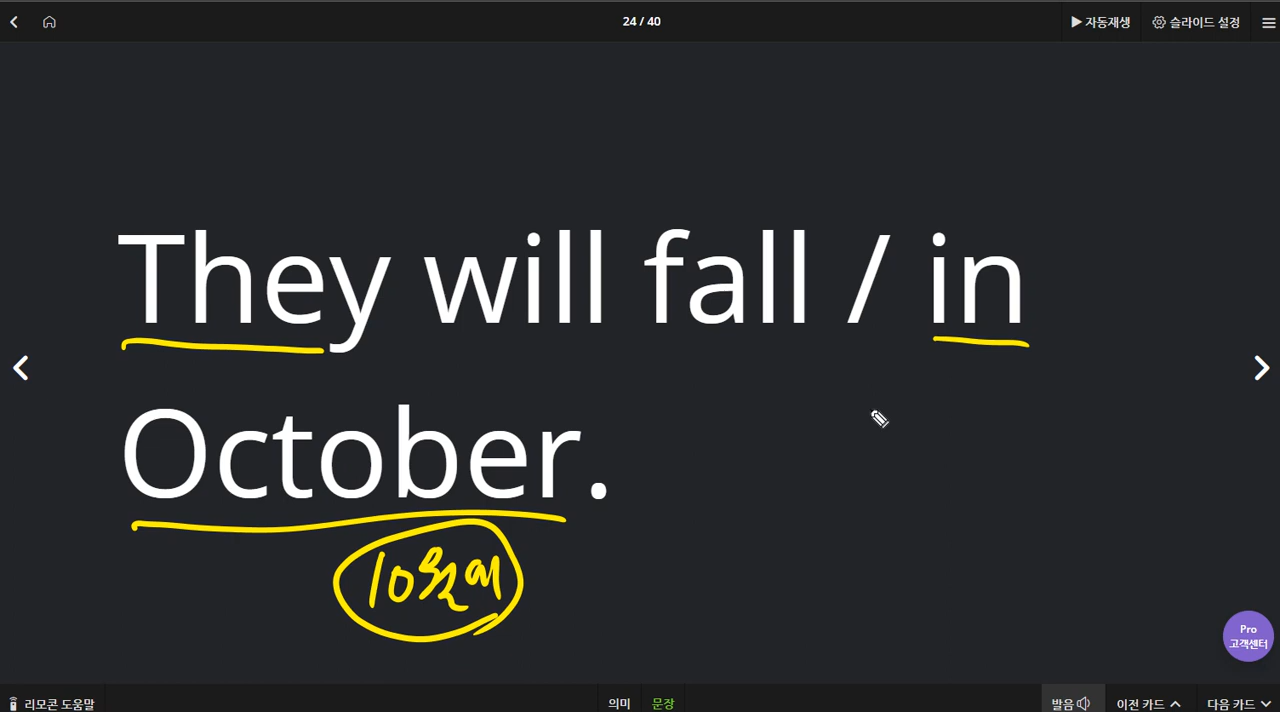 24 / 40
자동재생
슬라이드 설정
They will fall / in
October.
10월에
Pro
고객센터
리모콘 도움말
의미
문장
발음
이전 카드
다음 카드